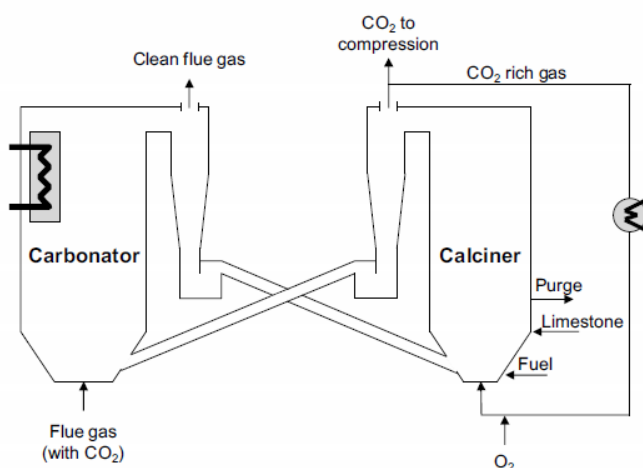 CO₂ to
compression
Clean flue gas
CO₂ rich gas
Carbonator
Calciner
Purge
Limestone
Fuel
Flue gas
(with CO₂)
O₂